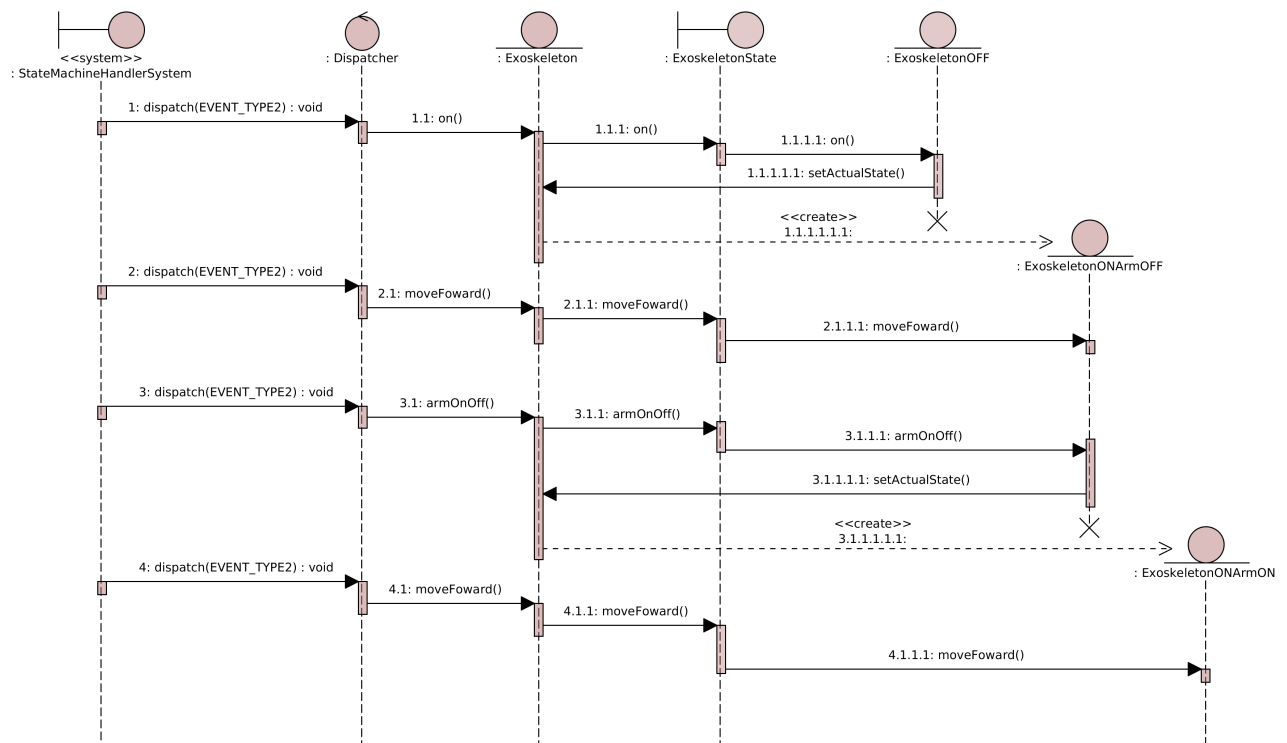 <<system>>
: StateMachineHandlerSystem
: Dispatcher
: Exoskeleton
: ExoskeletonState
: ExoskeletonOFF
1: dispatch(EVENT_TYPE2) : void
1.1: on()
1.1.1: on()
1.1.1.1: on()
1.1.1.1.1: setActualState()
<<create>>
1.1.1.1.1.1:
: ExoskeletonONArmOFF
2: dispatch(EVENT_TYPE2) : void
2.1: moveFoward()
2.1.1: moveFoward()
2.1.1.1: moveFoward()
3: dispatch(EVENT_TYPE2) : void
3.1: armOnOff()
3.1.1: armOnOff()
3.1.1.1: armOnOff()
3.1.1.1.1: setActualState()
<<create>>
3.1.1.1.1.1:
: ExoskeletonONArmON
4: dispatch(EVENT_TYPE2) : void
4.1: moveFoward()
4.1.1: moveFoward()
4.1.1.1: moveFoward()